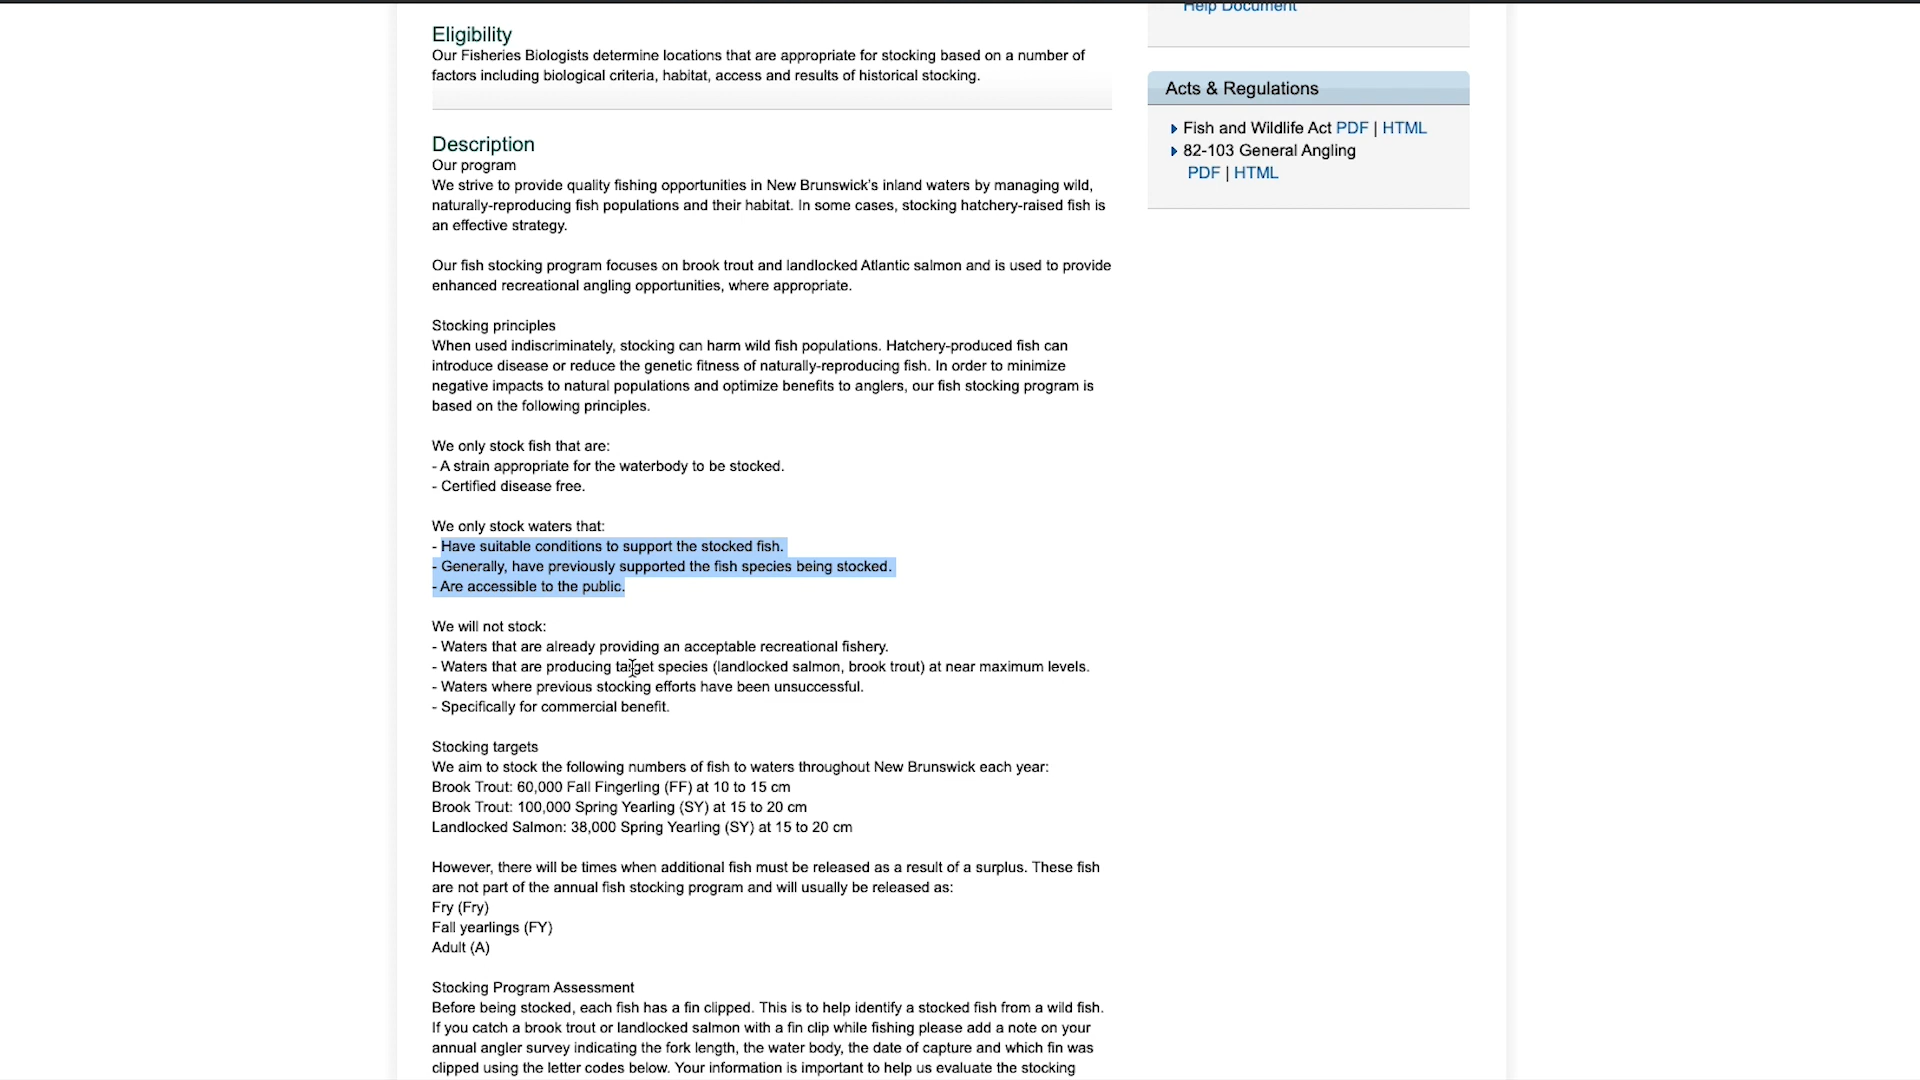 Help Document
Eligibility
Our Fisheries Biologists determine locations that are appropriate for stocking based on a number of
factors including biological criteria, habitat, access and results of historical stocking.
Acts & Regulations
Fish and Wildlife Act PDF | HTML
82-103 General Angling
PDF | HTML
Description
Our program
We strive to provide quality fishing opportunities in New Brunswick's inland waters by managing wild,
naturally-reproducing fish populations and their habitat. In some cases, stocking hatchery-raised fish is
an effective strategy.
Our fish stocking program focuses on brook trout and landlocked Atlantic salmon and is used to provide
enhanced recreational angling opportunities, where appropriate.
Stocking principles
When used indiscriminately, stocking can harm wild fish populations. Hatchery-produced fish can
introduce disease or reduce the genetic fitness of naturally-reproducing fish. In order to minimize
negative impacts to natural populations and optimize benefits to anglers, our fish stocking program is
based on the following principles.
We only stock fish that are:
- A strain appropriate for the waterbody to be stocked.
- Certified disease free.
We only stock waters that:
- Have suitable conditions to support the stocked fish.
- Generally, have previously supported the fish species being stocked.
- Are accessible to the public.
We will not stock:
- Waters that are already providing an acceptable recreational fishery.
- Waters that are producing target species (landlocked salmon, brook trout) at near maximum levels.
- Waters where previous stocking efforts have been unsuccessful.
- Specifically for commercial benefit.
Stocking targets
We aim to stock the following numbers of fish to waters throughout New Brunswick each year:
Brook Trout: 60,000 Fall Fingerling (FF) at 10 to 15 cm
Brook Trout: 100,000 Spring Yearling (SY) at 15 to 20 cm
Landlocked Salmon: 38,000 Spring Yearling (SY) at 15 to 20 cm
However, there will be times when additional fish must be released as a result of a surplus. These fish
are not part of the annual fish stocking program and will usually be released as:
Fry (Fry)
Fall yearlings (FY)
Adult (A)
Stocking Program Assessment
Before being stocked, each fish has a fin clipped. This is to help identify a stocked fish from a wild fish.
If you catch a brook trout or landlocked salmon with a fin clip while fishing please add a note on your
annual angler survey indicating the fork length, the water body, the date of capture and which fin was
clipped using the letter codes below. Your information is important to help us evaluate the stocking